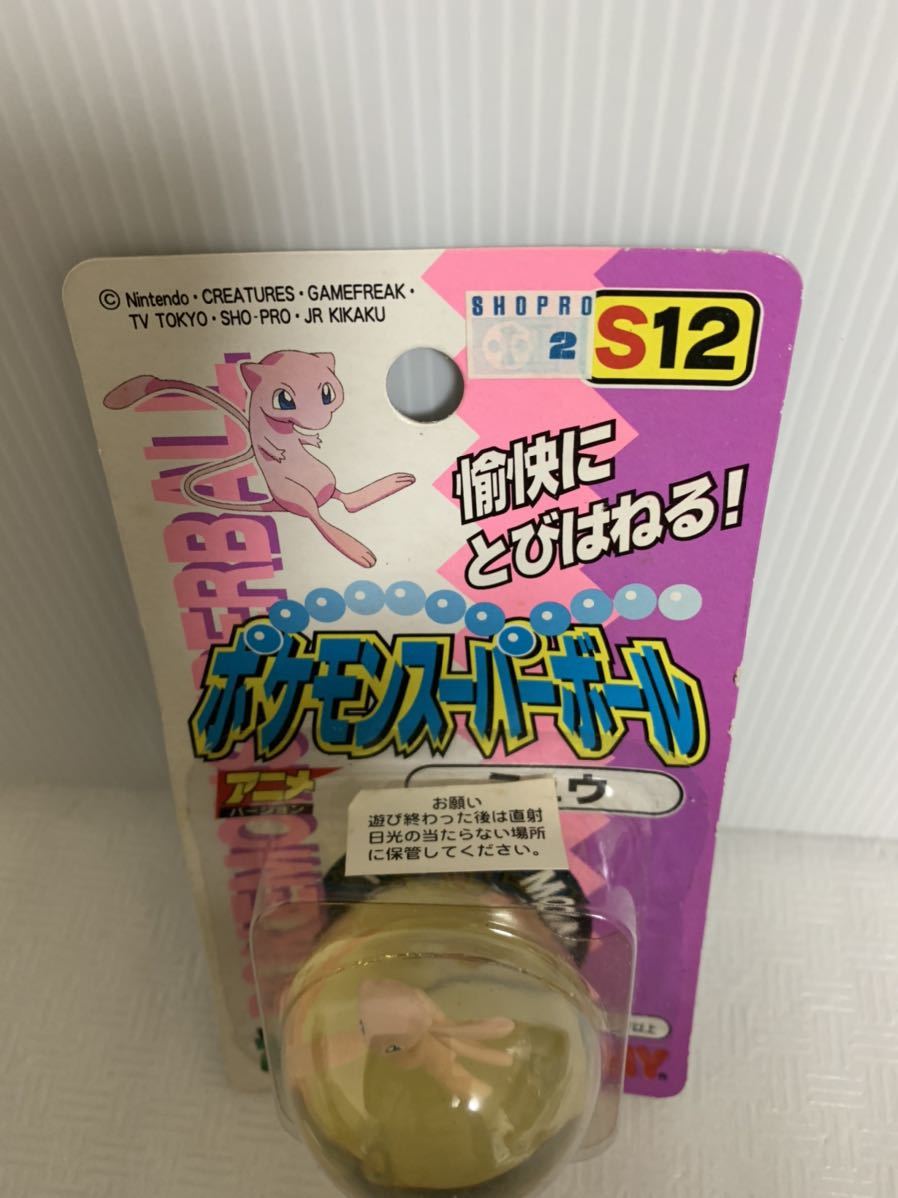 © Nintendo・CREATURES・GAMEFREAK・
TV TOKYO・SHO-PRO・JR KIKAKU
SHOPRO
2
S12
愉快に
とびはねる!
ポケモンスーパーボール
アニメ
バージョン
お願い
遊び終わった後は直射
日光の当たらない場所
に保管してください。
以上